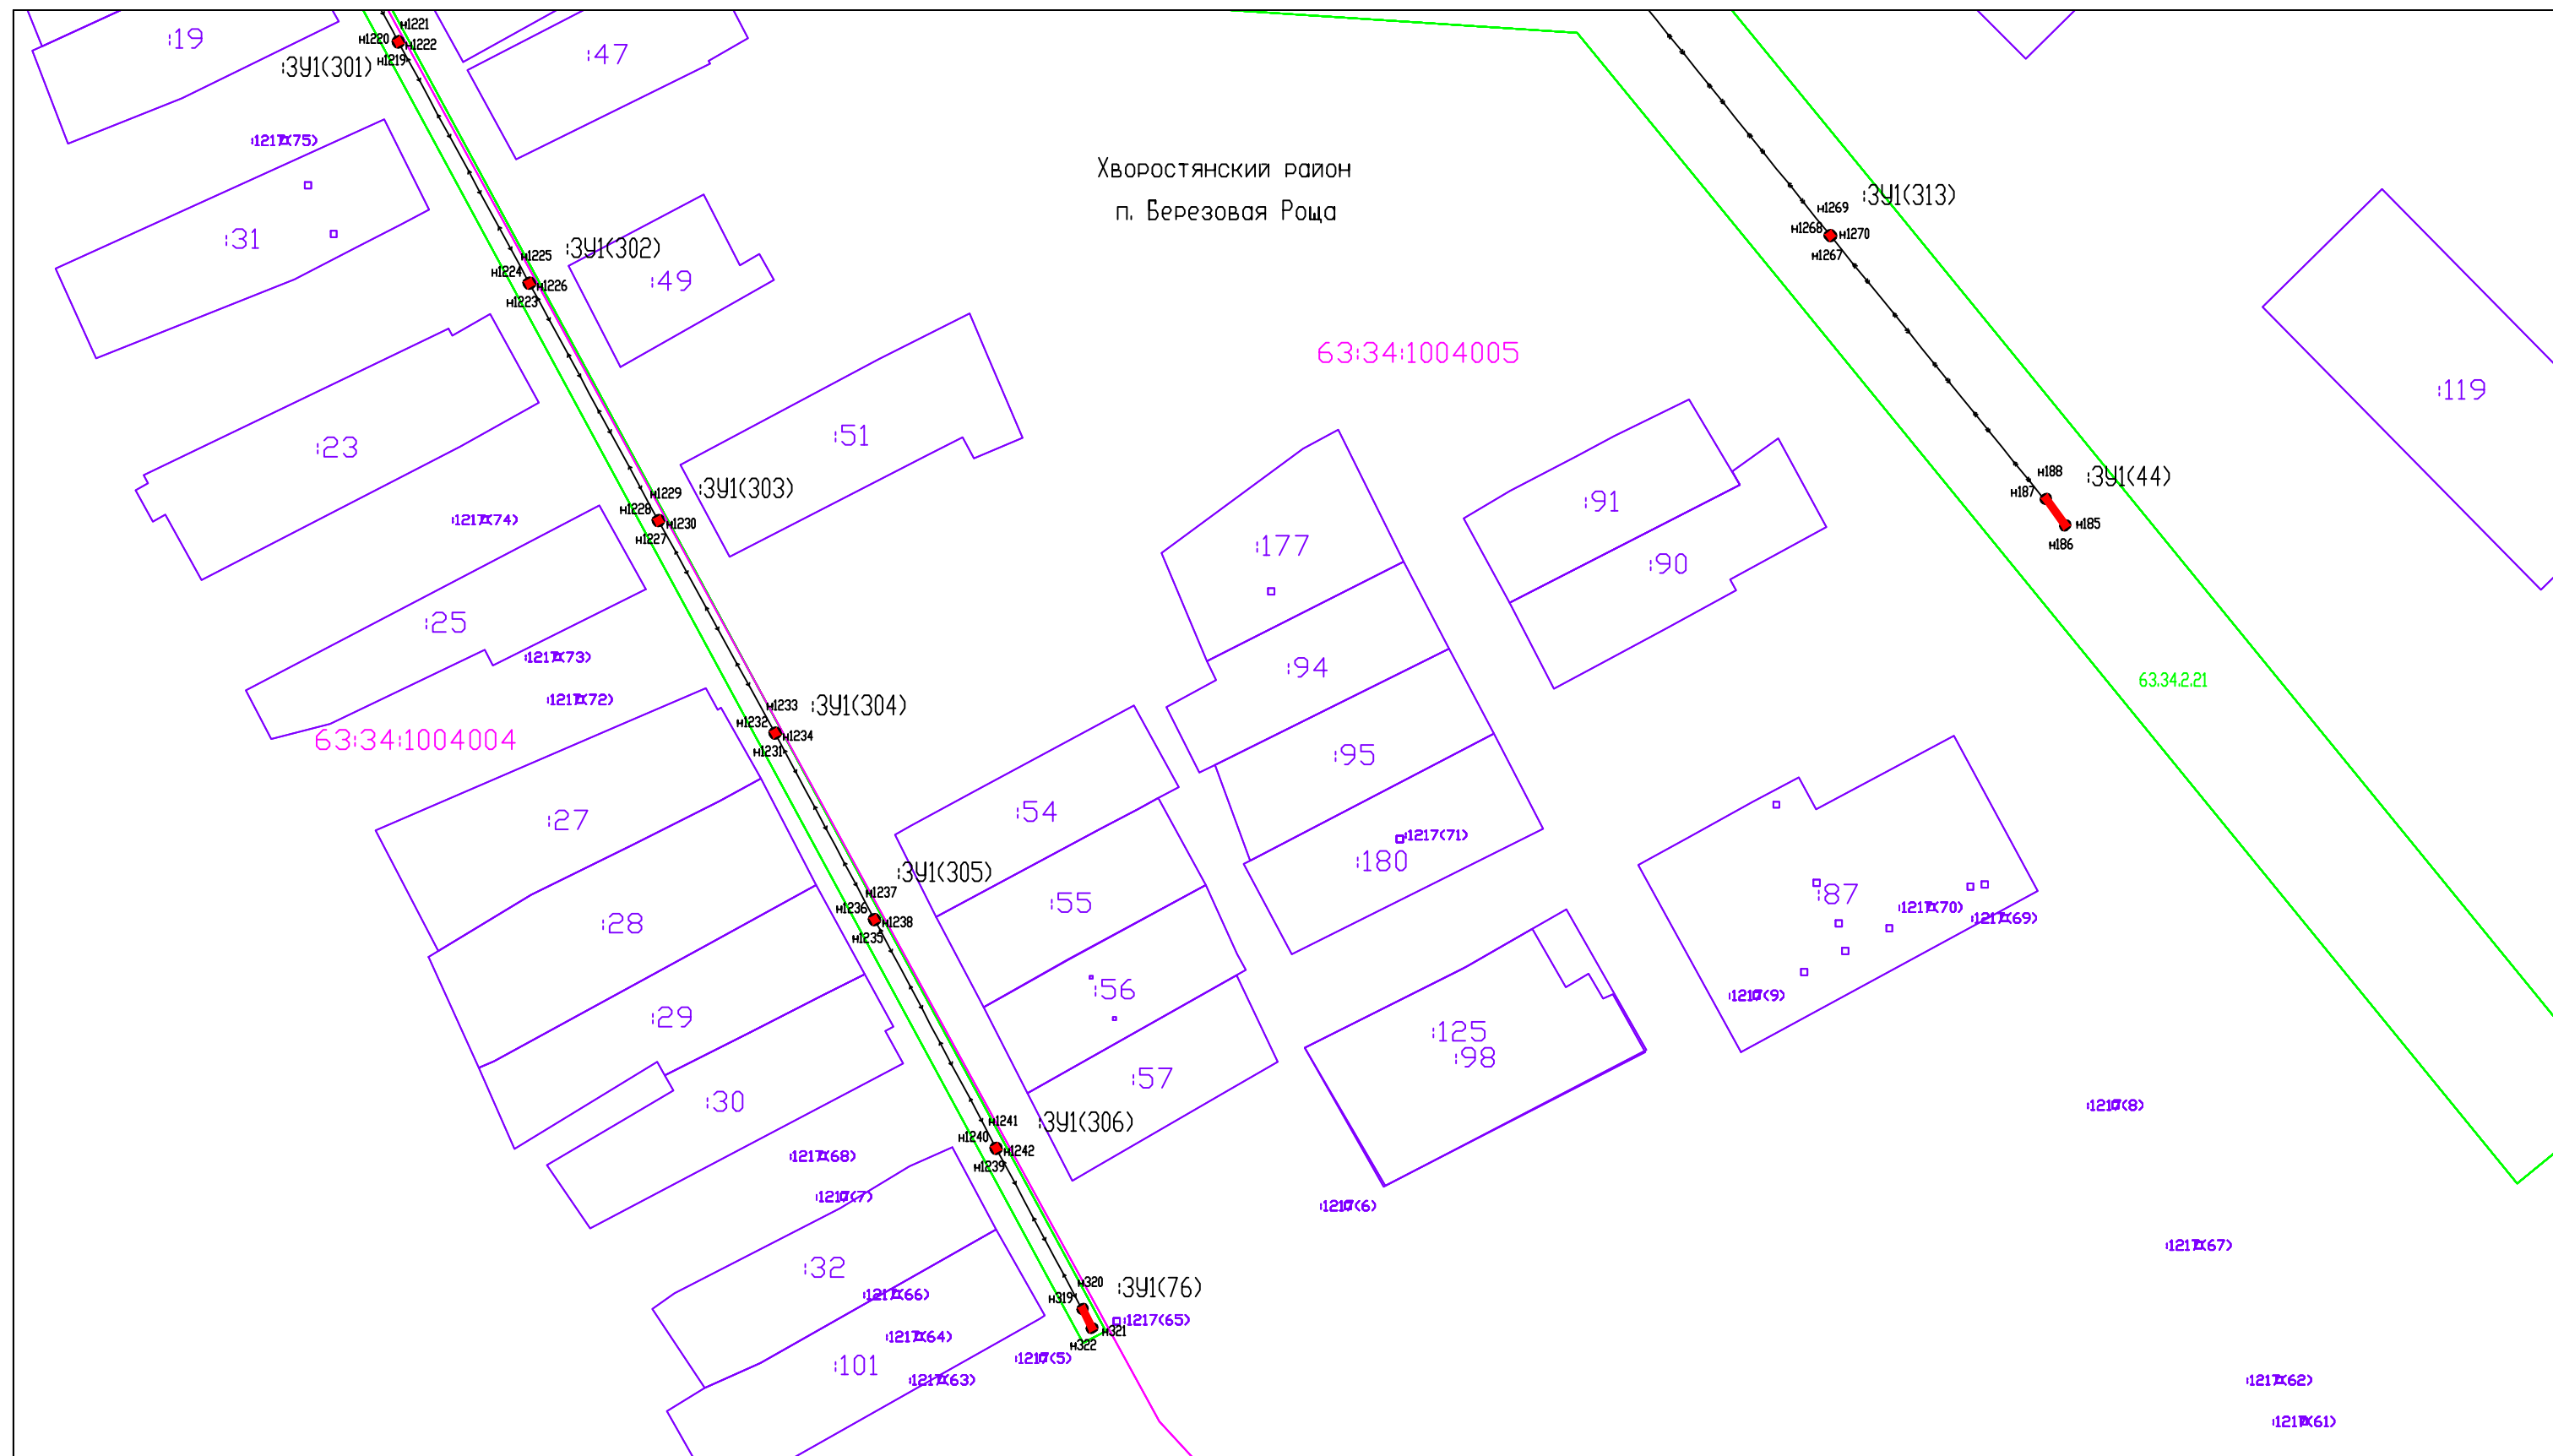 :19
н1221
н1220
н1222
н1219
:ЗУ1(301)
:47
:1217(75)
:31
Хворостянский район
п. Березовая Роща
н1269
:ЗУ1(313)
н1268
н1270
н1267
н1225
:ЗУ1(302)
н1224
н1226
н1223
:49
63:34:1004005
:119
:23
:51
н1229
:ЗУ1(303)
н1228
н1230
н1227
:1217(74)
:91
:90
:177
н188
:ЗУ1(44)
н187
н185
н186
:25
:1217(73)
:1217(72)
63:34:1004004
:94
63.34.2.21
н1233
:ЗУ1(304)
н1232
н1234
н1231
:95
:27
:54
:1217(71)
:180
:ЗУ1(305)
н1237
н1236
н1238
н1235
:28
:55
:87
:1217(70)
:1217(69)
:1217(9)
:29
:56
:125
:98
:30
:57
:1217(8)
н1241
:ЗУ1(306)
н1240
н1242
н1239
:1217(68)
:1217(7)
:1217(6)
:1217(67)
:32
:1217(66)
н320
:ЗУ1(76)
н319
н321
н322
:1217(65)
:1217(64)
:101
:1217(5)
:1217(63)
:1217(62)
:1217(61)